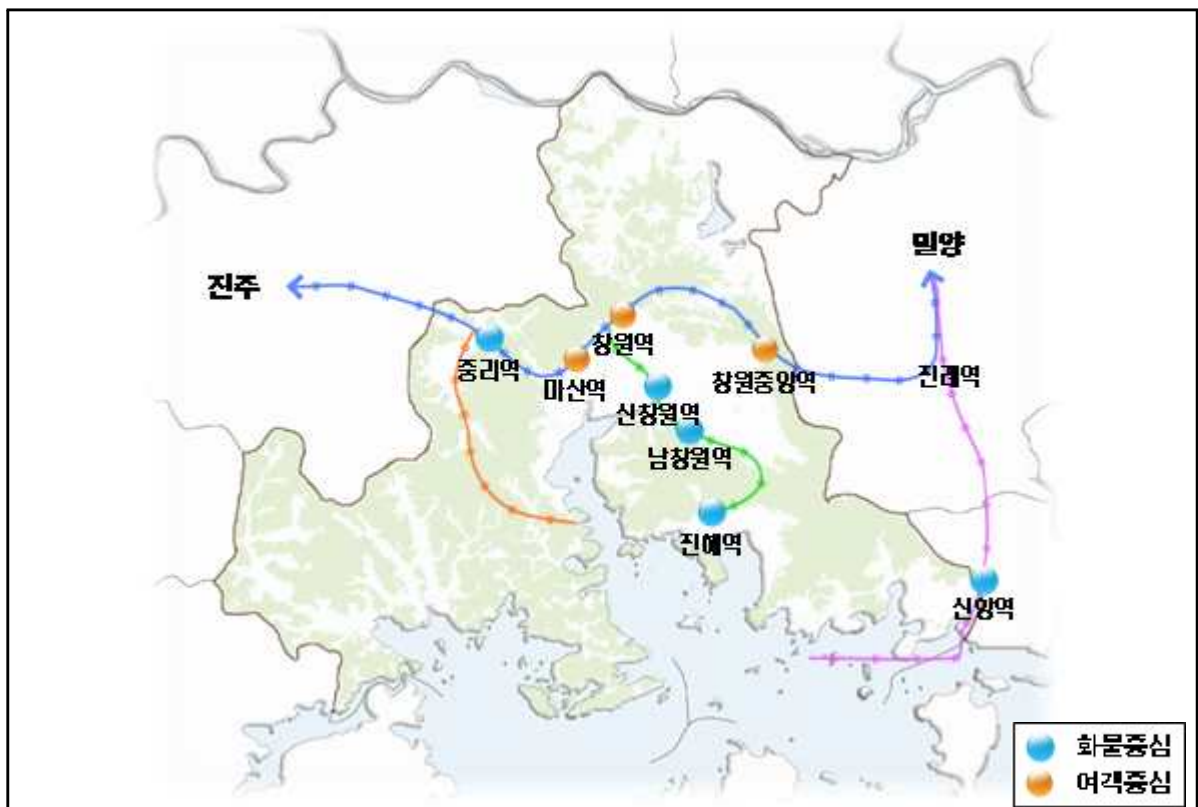 밀양
진주
창원역
중리역
마산역
창원중앙역
진례역
신창원역
남창원역
진해역
신항역
화물중심
여객중심